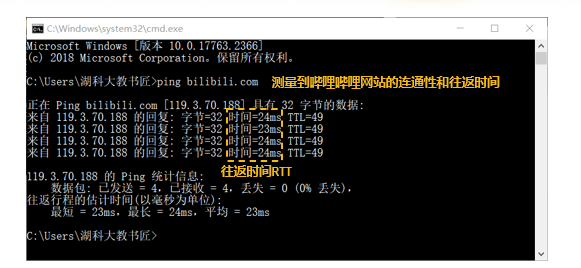 C:\Windows\system32\cmd.exe
Microsoft Windows [版本 10.0.17763.2366]
(c) 2018 Microsoft Corporation。保留所有权利。
C:\Users\湖科大教书匠>ping bilibili.com 测量到哔哩哔哩网站的连通性和往返时间
正在 Ping bilibili.com [119.3.70.188] 具有 32 字节的数据:
来自 119.3.70.188 的回复: 字节=32 时间=24ms TTL=49
来自 119.3.70.188 的回复: 字节=32 时间=23ms TTL=49
来自 119.3.70.188 的回复: 字节=32 时间=24ms TTL=49
来自 119.3.70.188 的回复: 字节=32 时间=24ms TTL=49
往返时间RTT
119.3.70.188 的 Ping 统计信息:
数据包: 已发送 = 4，已接收 = 4，丢失 = 0 (0% 丢失)，
往返行程的估计时间(以毫秒为单位):
最短 = 23ms，最长 = 24ms，平均 = 23ms
C:\Users\湖科大教书匠>